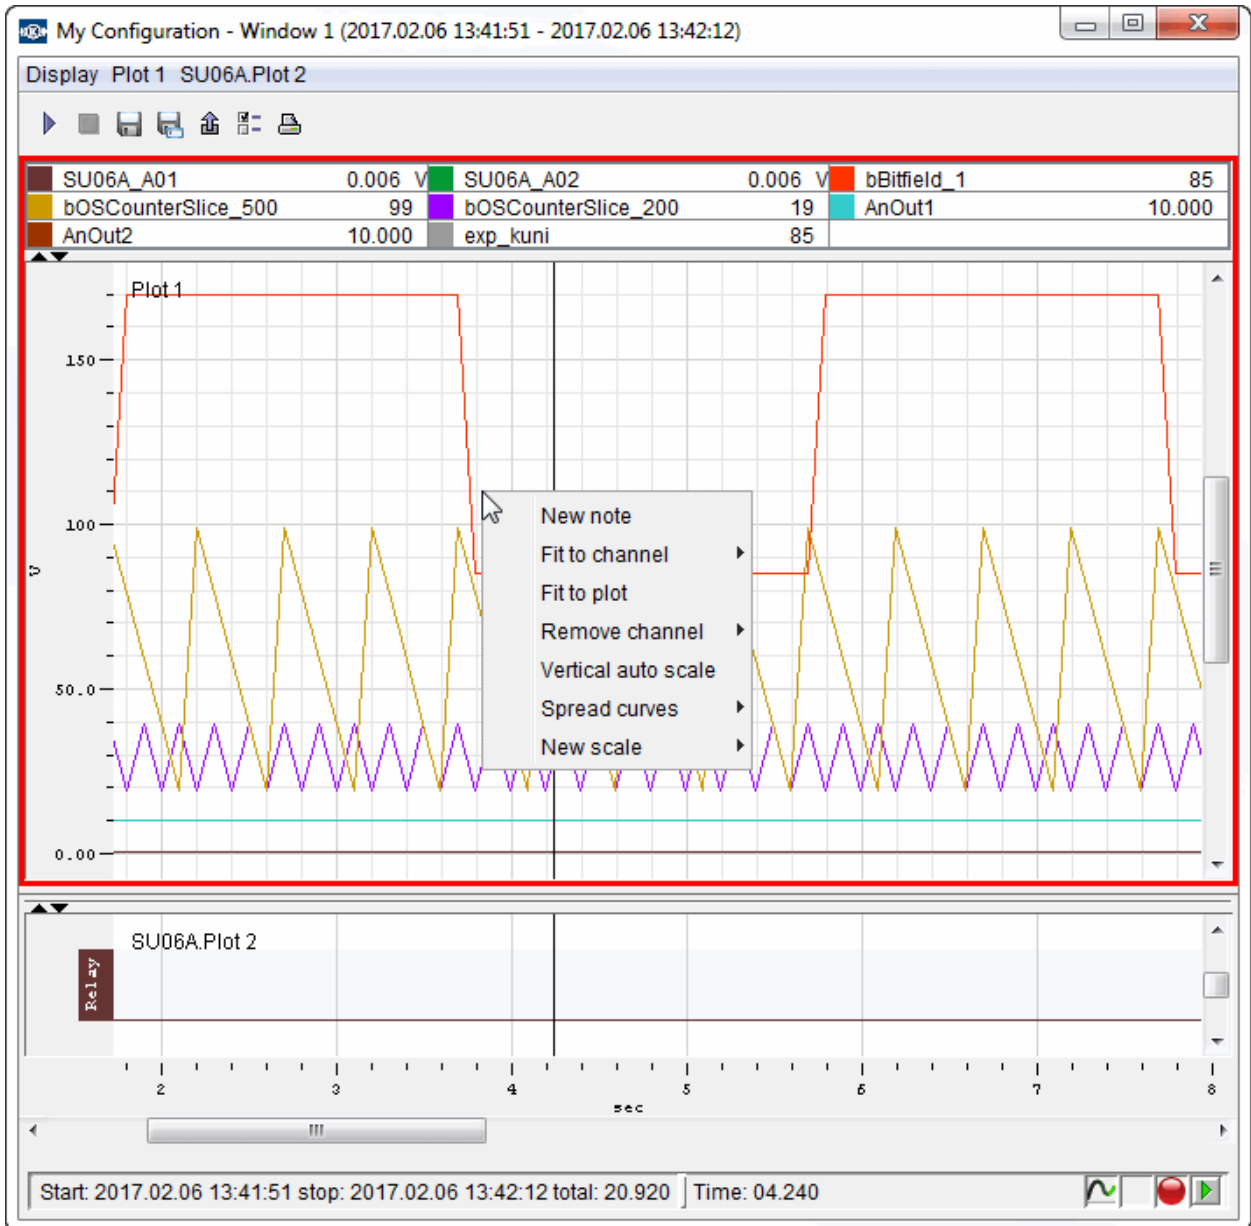 My Configuration - Window 1 (2017.02.06 13:41:51 - 2017.02.06 13:42:12)
Display Plot 1 SU06A.Plot 2
SU06A_A01 0.006 V SU06A_A02 0.006 V bBitfield_1 85
bOSCounterSlice_500 99 bOSCounterSlice_200 19 AnOut1 10.000
AnOut2 10.000 exp_kuni 85
Plot 1
150
100
V
50.0
0.00
New note
Fit to channel
Fit to plot
Remove channel
Vertical auto scale
Spread curves
New scale
SU06A.Plot 2
Relay
2 3 4 5 6 7 8
sec
Start: 2017.02.06 13:41:51 stop: 2017.02.06 13:42:12 total: 20.920 Time: 04.240